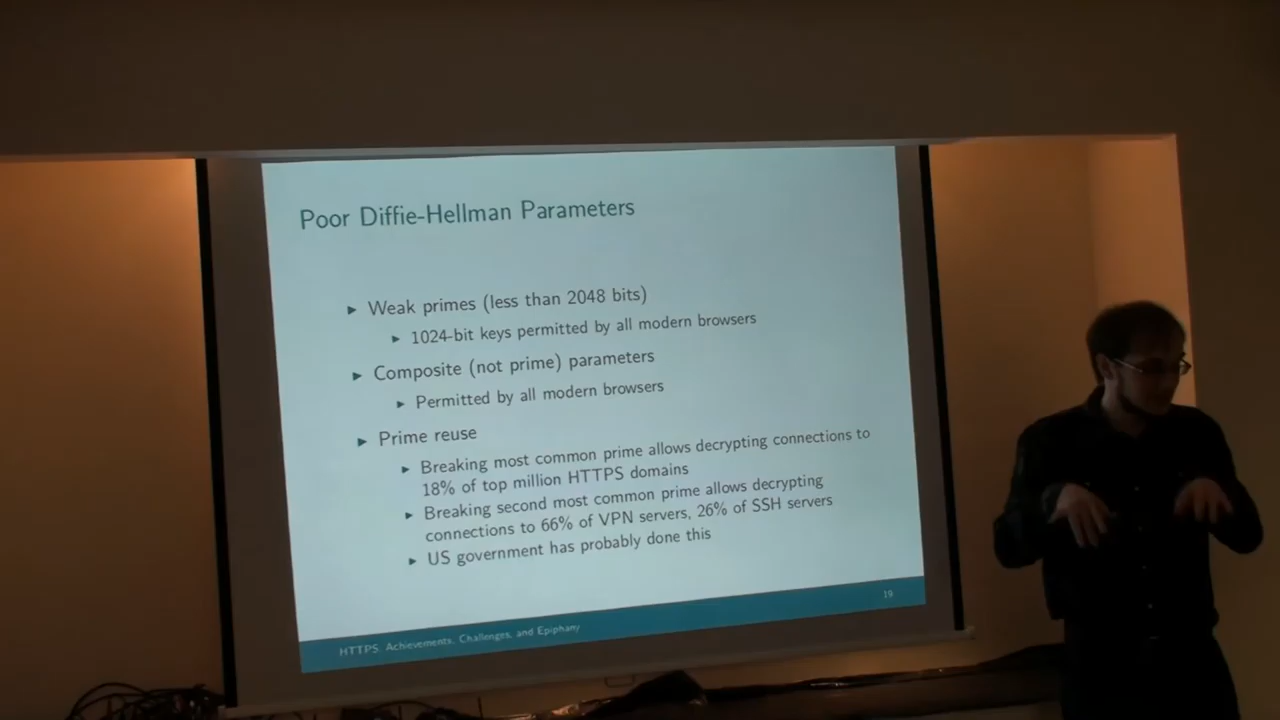 Poor Diffie-Hellman Parameters
Weak primes (less than 2048 bits)
1024-bit keys permitted by all modern browsers
Composite (not prime) parameters
Permitted by all modern browsers
Prime reuse
Breaking most common prime allows decrypting connections to
18% of top million HTTPS domains
Breaking second most common prime allows decrypting
connections to 66% of VPN servers, 26% of SSH servers
US government has probably done this
19
HTTPS: Achievements, Challenges, and Epiphany